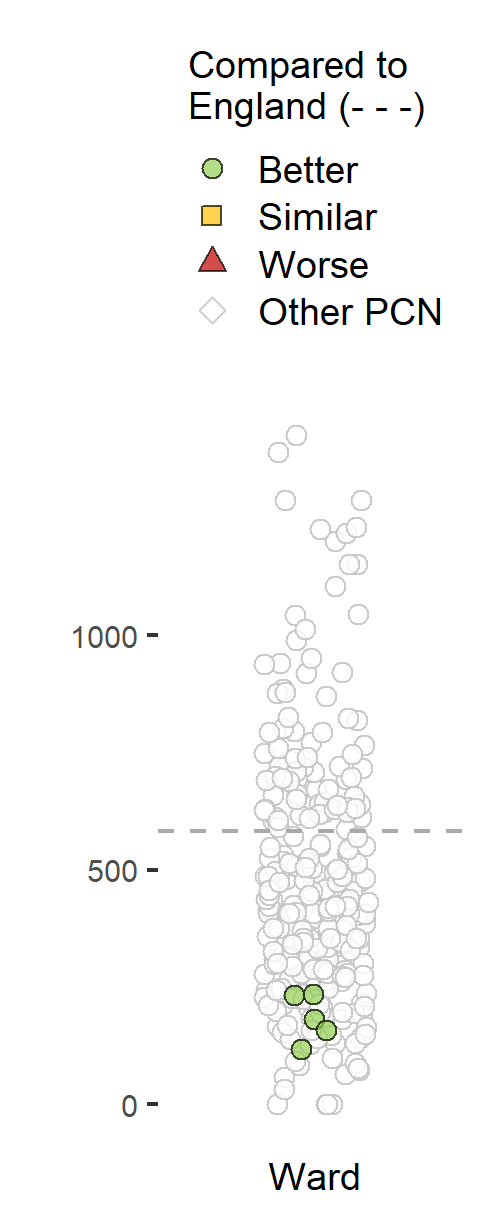 Compared to
England (- - -)
Better
Similar
Worse
Other PCN
1000
500
0
Ward